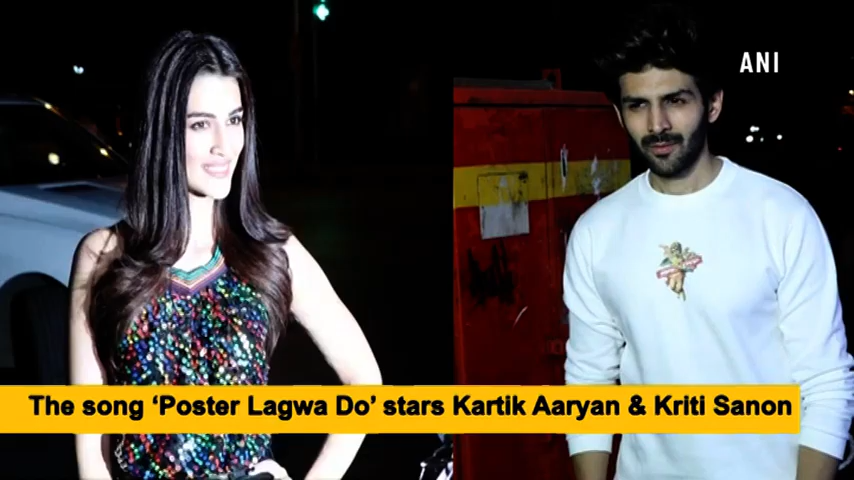 ANI
The song ‘Poster Lagwa Do’ stars Kartik Aaryan & Kriti Sanon